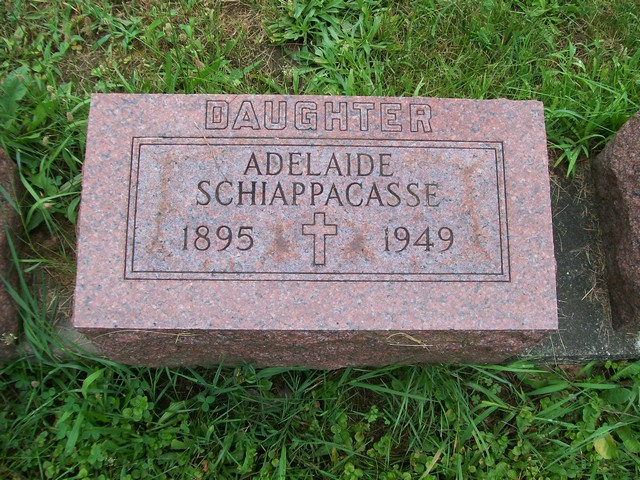 DAUGHTER
ADELAIDE
SCHIAPPACASSE
1895 1949